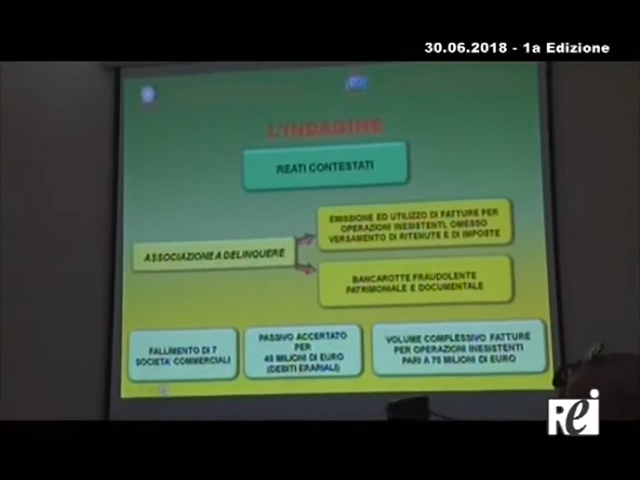 30.06.2018 - 1a Edizione
L'INDAGINE
REATI CONTESTATI
EMISSIONE ED UTILIZZO DI FATTURE PER
OPERAZIONI INESISTENTI, OMESSO
VERSAMENTO DI RITENUTE E DI IMPOSTE
ASSOCIAZIONE A DELINQUERE
BANCAROTTE FRAUDOLENTE
PATRIMONIALE E DOCUMENTALE
FALLIMENTO DI 7
SOCIETA' COMMERCIALI
PASSIVO ACCERTATO
PER
MILIONI DI EURO
(DEBITI ERARIALI)
VOLUME COMPLESSIVO FATTURE
PER OPERAZIONI INESISTENTI
PARI A 75 MILIONI DI EURO
REi